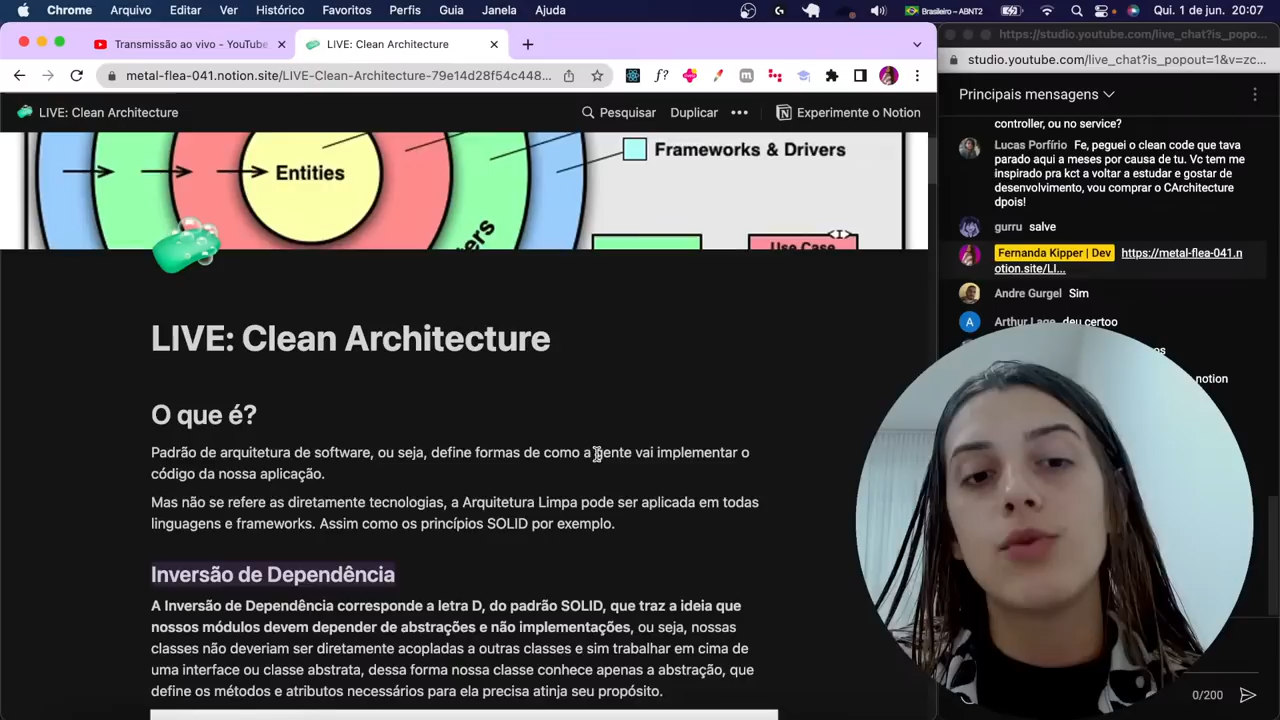 Chrome Arquivo Editar Ver Histórico Favoritos Perfis Guia Janela Ajuda
Brasileiro – ABNT2
Qui. 1 de jun. 20:07
Transmissão ao vivo - YouTube
LIVE: Clean Architecture
metal-flea-041.notion.site/LIVE-Clean-Architecture-79e14d28f54c448...
LIVE: Clean Architecture
Pesquisar Duplicar Experimente o Notion
Entities
Frameworks & Drivers
Use Case
LIVE: Clean Architecture
O que é?
Padrão de arquitetura de software, ou seja, define formas de como a gente vai implementar o
código da nossa aplicação.
Mas não se refere as diretamente tecnologias, a Arquitetura Limpa pode ser aplicada em todas
linguagens e frameworks. Assim como os princípios SOLID por exemplo.
Inversão de Dependência
A Inversão de Dependência corresponde a letra D, do padrão SOLID, que traz a ideia que
nossos módulos devem depender de abstrações e não implementações, ou seja, nossas
classes não deveriam ser diretamente acopladas a outras classes e sim trabalhar em cima de
uma interface ou classe abstrata, dessa forma nossa classe conhece apenas a abstração, que
define os métodos e atributos necessários para ela precisa atinja seu propósito.
https://studio.youtube.com/live_chat?is_popo...
studio.youtube.com/live_chat?is_popout=1&v=zc...
Principais mensagens
controller, ou no service?
Lucas Porfírio Fe, peguei o clean code que tava
parado aqui a meses por causa de tu. Vc tem me
inspirado pra kct a voltar a estudar e gostar de
desenvolvimento, vou comprar o CArchitecture
dpois!
gurru salve
Fernanda Kipper | Dev https://metal-flea-041.n
otion.site/LI...
Andre Gurgel Sim
Arthur Lage deu certoo
notion
0/200